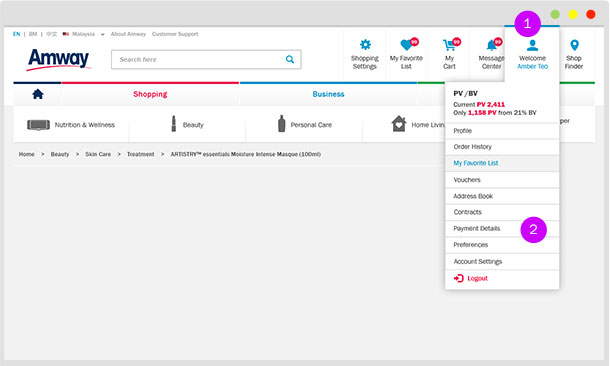 EN | BM | 中文 Malaysia About Amway Customer Support
1
Amway
Search here
Shopping Settings
99
My Favorite List
99
My Cart
99
Message Center
Welcome
Amber Teo
Shop Finder
Shopping
Business
Nutrition & Wellness
Beauty
Personal Care
Home Livin
per
Home > Beauty > Skin Care > Treatment > ARTISTRY™ essentials Moisture Intense Masque (100ml)
PV /BV
Current PV 2,411
Only 1,158 PV from 21% BV
Profile
Order History
My Favorite List
Vouchers
Address Book
Contracts
Payment Details
2
Preferences
Account Settings
Logout